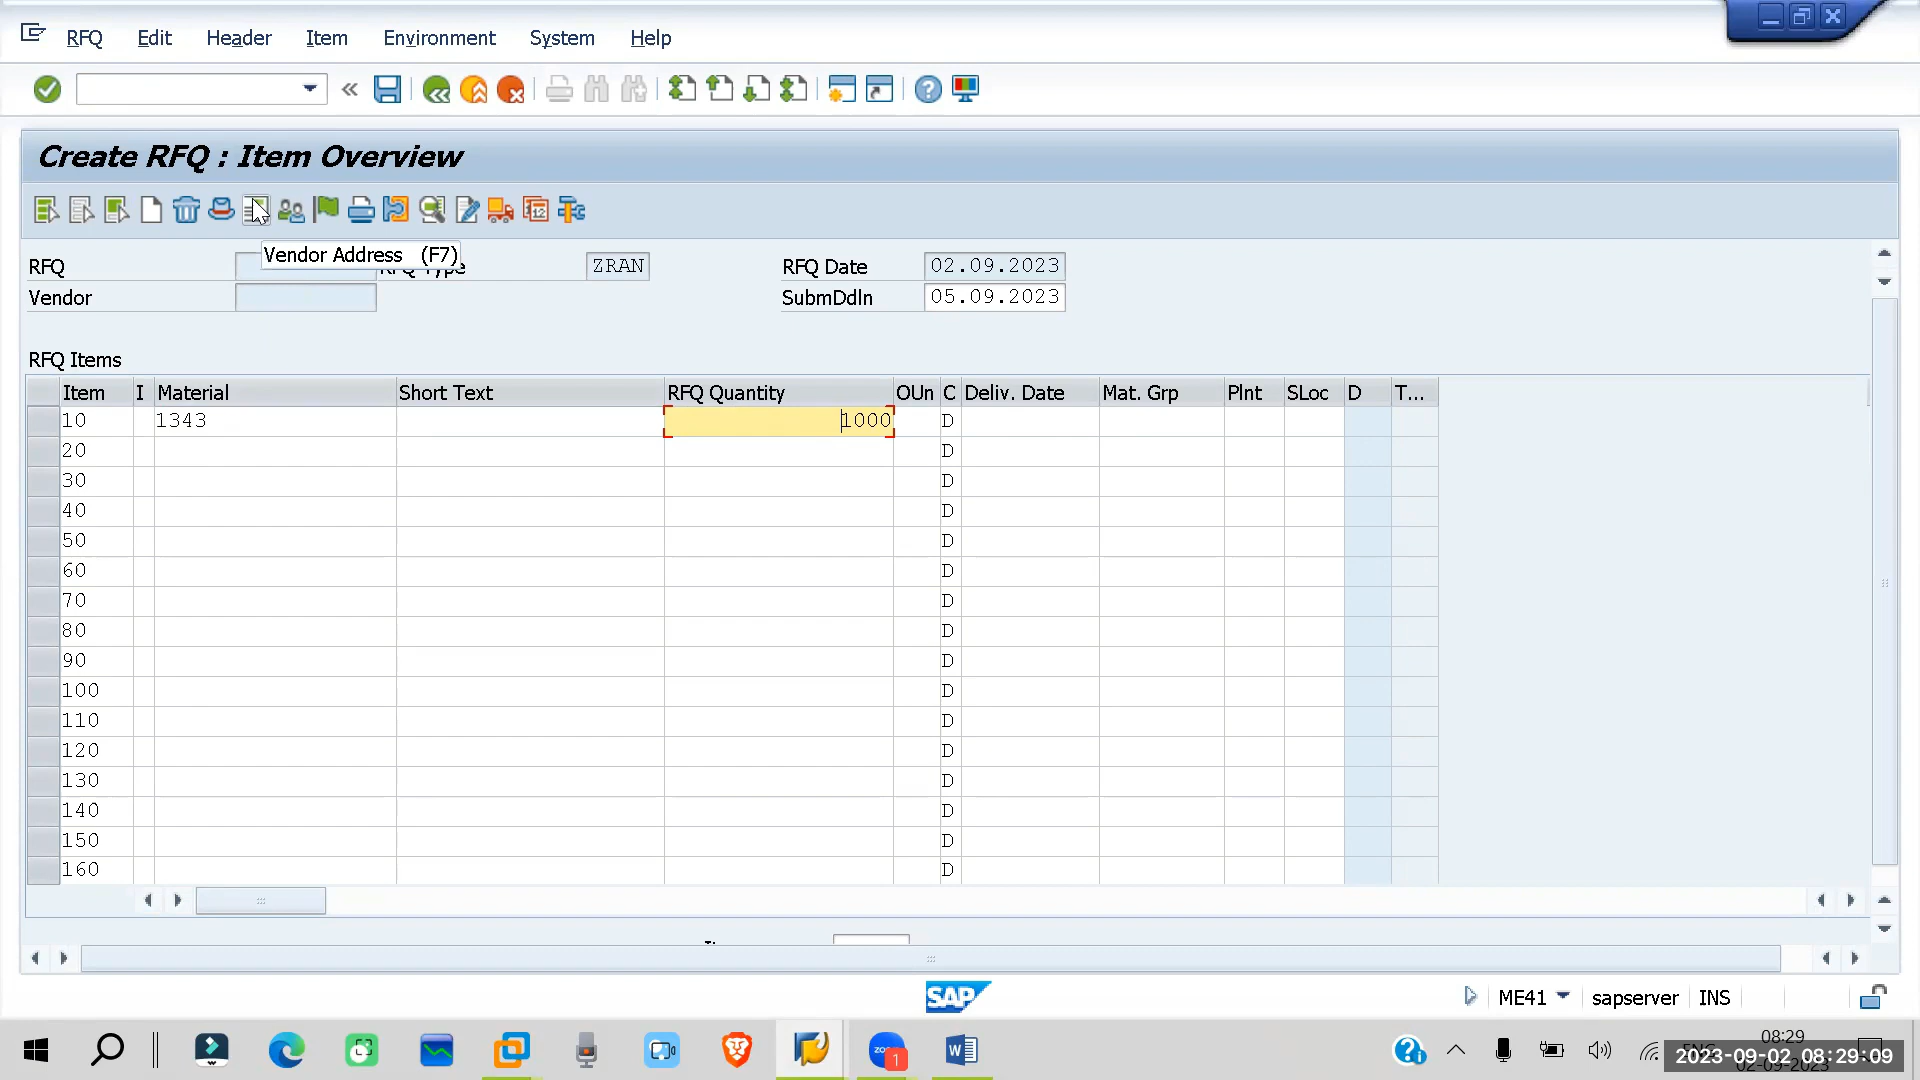 RFQ Edit Header Item Environment System Help
Create RFQ : Item Overview
Vendor Address (F7)
RFQ ZRAN RFQ Date 02.09.2023
Vendor SubmDdln 05.09.2023
RFQ Items
Item I Material Short Text RFQ Quantity OUn C Deliv. Date Mat. Grp Plnt SLoc D T...
10 1343 1000 D
20 D
30 D
40 D
50 D
60 D
70 D
80 D
90 D
100 D
110 D
120 D
130 D
140 D
150 D
160 D
SAP ME41 sapserver INS
08:29
2023-09-02 08:29:09